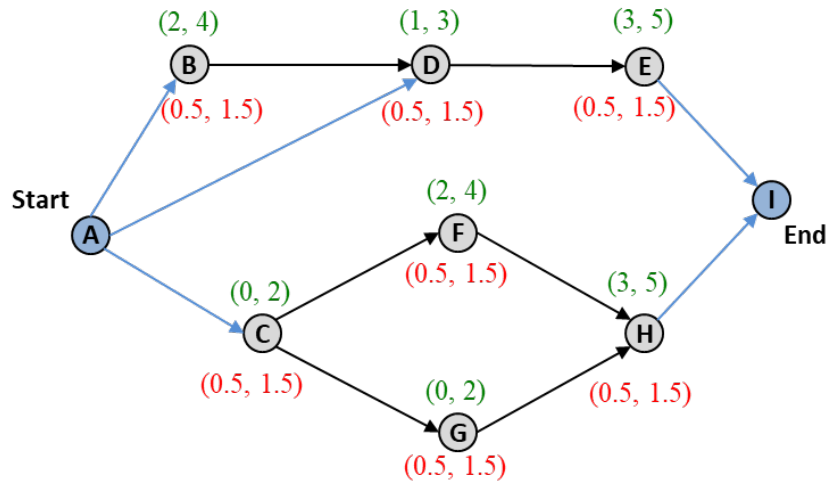 (2, 4)
(1, 3)
(3, 5)
B
D
E
(0.5, 1.5)
(0.5, 1.5)
(0.5, 1.5)
(2, 4)
Start
I
A
F
End
(0.5, 1.5)
(0, 2)
(3, 5)
C
H
(0.5, 1.5)
(0, 2)
(0.5, 1.5)
G
(0.5, 1.5)